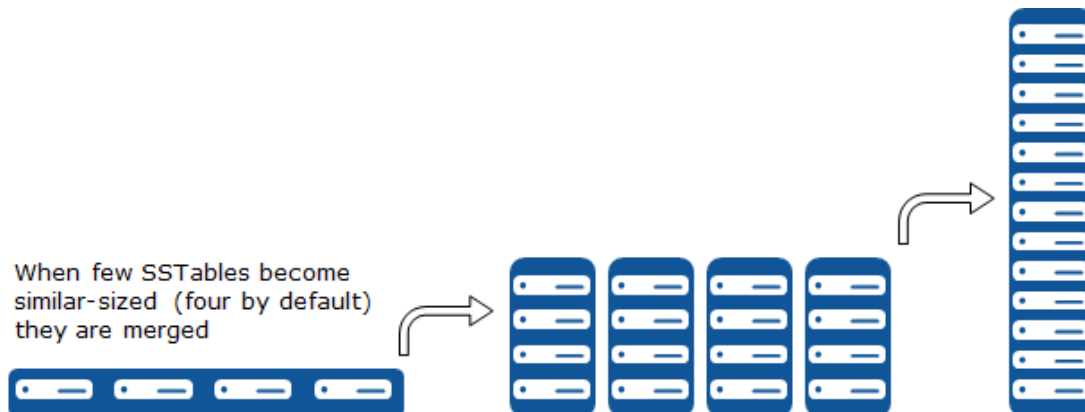 When few SSTables become
similar-sized (four by default)
they are merged